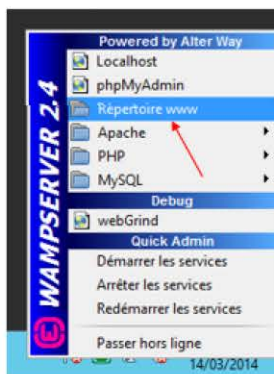 Powered by Alter Way
WAMPSERVER 2.4
Localhost
phpMyAdmin
Répertoire www
Apache
PHP
MySQL
Debug
webGrind
Quick Admin
Démarrer les services
Arrêter les services
Redémarrer les services
Passer hors ligne
14/03/2014